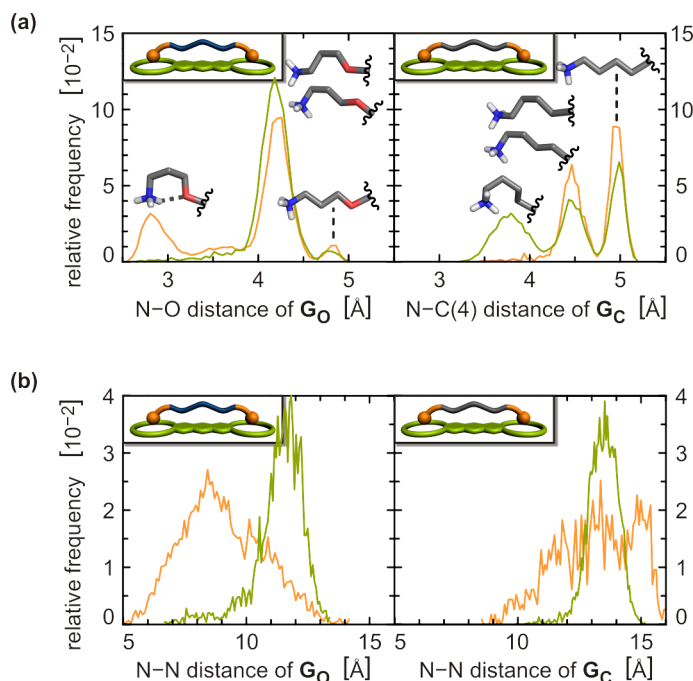 (a)
relative frequency [10⁻²]
15
10
5
0
15
10
5
0
3 4 5
3 4 5
N−O distance of G_O [Å]
N−C(4) distance of G_C [Å]
(b)
relative frequency [10⁻²]
4
3
2
1
0
4
3
2
1
0
5 10 15
5 10 15
N−N distance of G_O [Å]
N−N distance of G_C [Å]